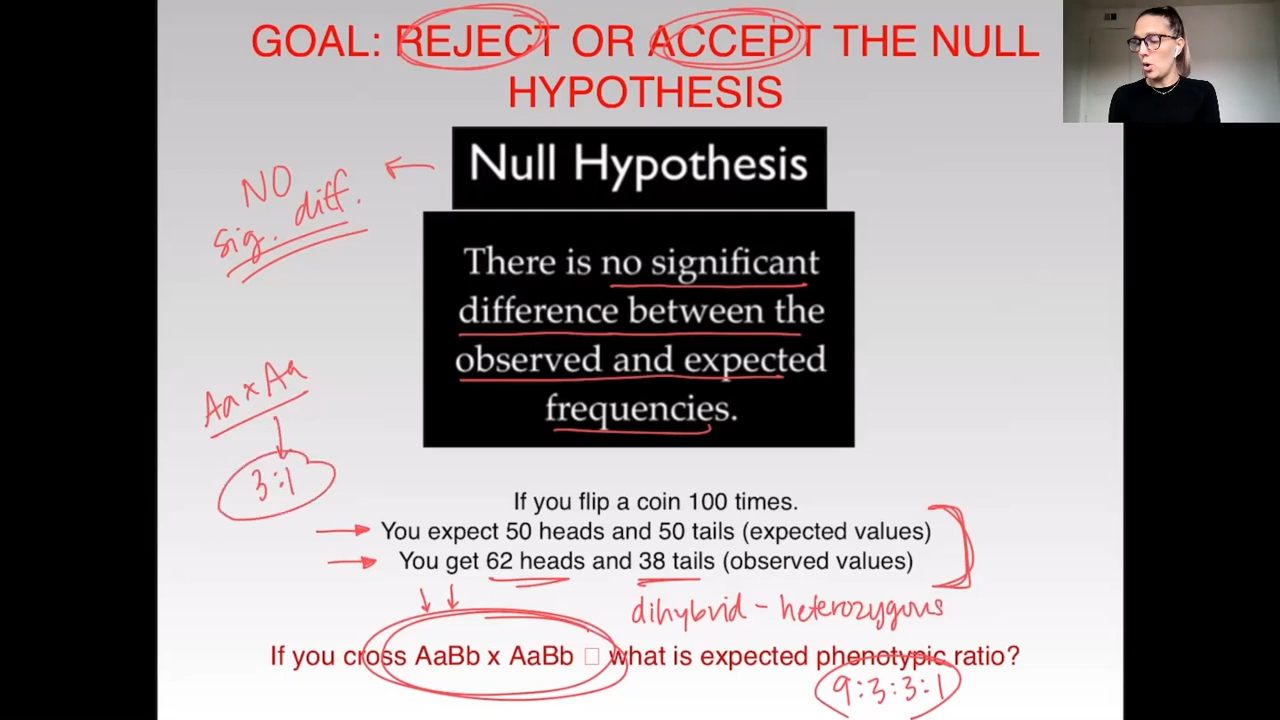 GOAL: REJECT OR ACCEPT THE NULL
HYPOTHESIS
Null Hypothesis
NO
sig. diff.
There is no significant
difference between the
observed and expected
frequencies.
Aa x Aa
3:1
If you flip a coin 100 times.
You expect 50 heads and 50 tails (expected values)
You get 62 heads and 38 tails (observed values)
dihybrid - heterozygous
If you cross AaBb x AaBb □ what is expected phenotypic ratio?
9:3:3:1